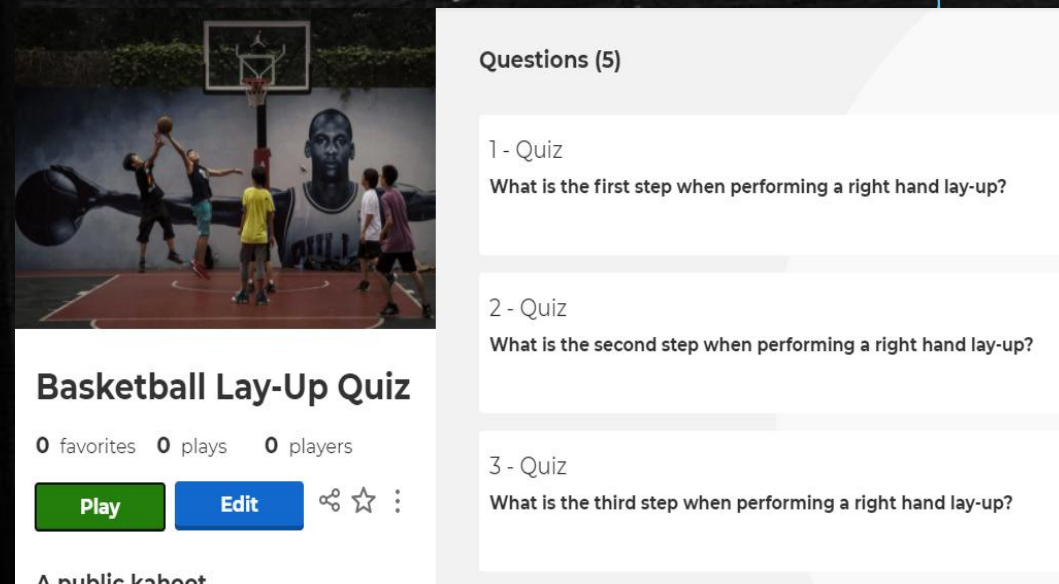 Basketball Lay-Up Quiz
0 favorites 0 plays 0 players
Play Edit
A public kahoot
Questions (5)
1 - Quiz
What is the first step when performing a right hand lay-up?
2 - Quiz
What is the second step when performing a right hand lay-up?
3 - Quiz
What is the third step when performing a right hand lay-up?